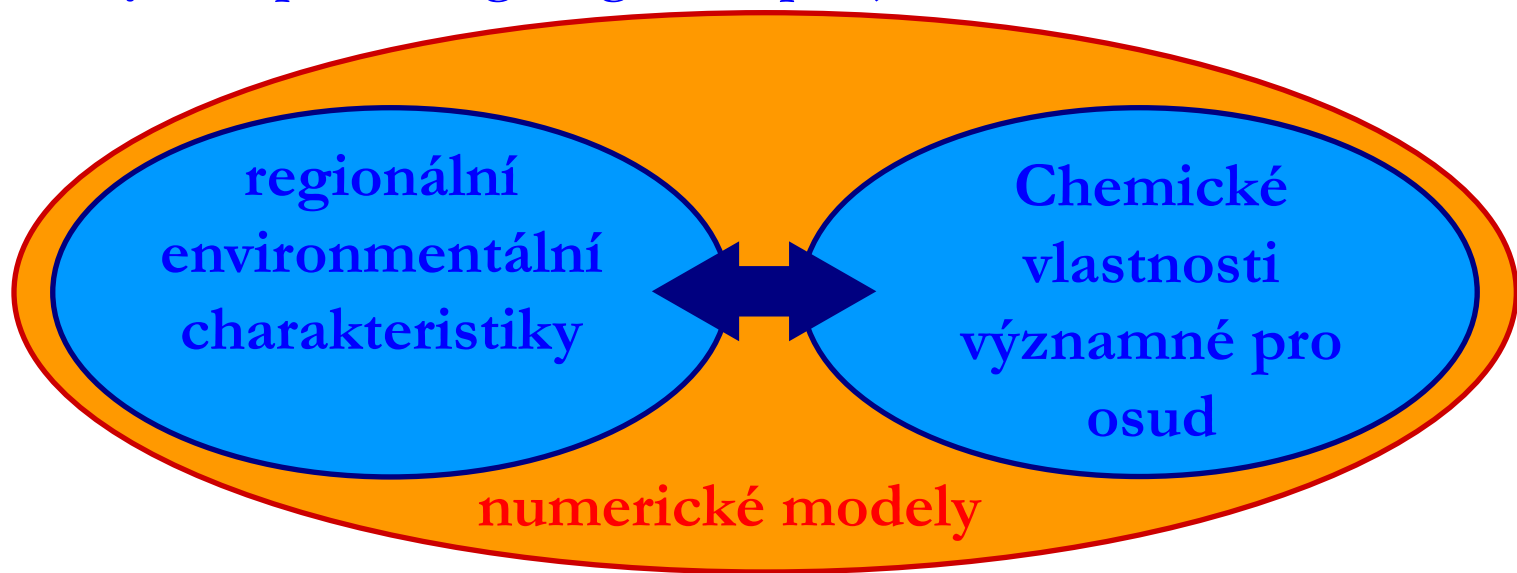 regionální
environmentální
charakteristiky
Chemické
vlastnosti
významné pro
osud
numerické modely